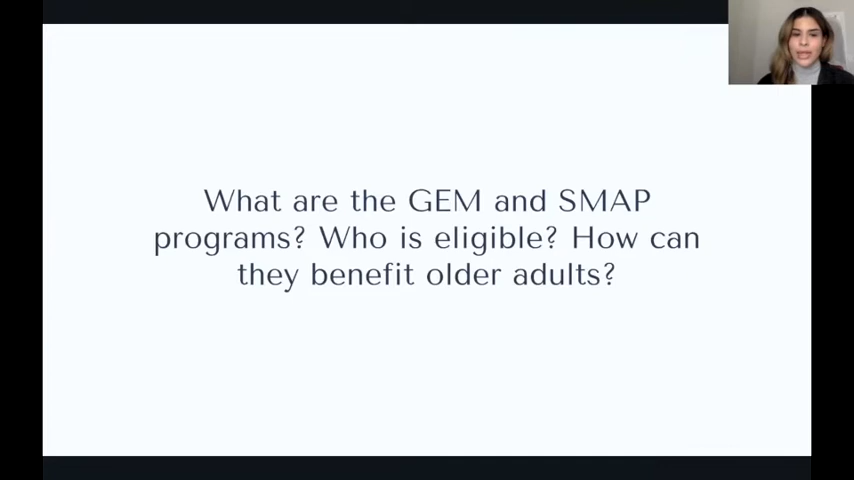 What are the GEM and SMAP
programs? Who is eligible? How can
they benefit older adults?